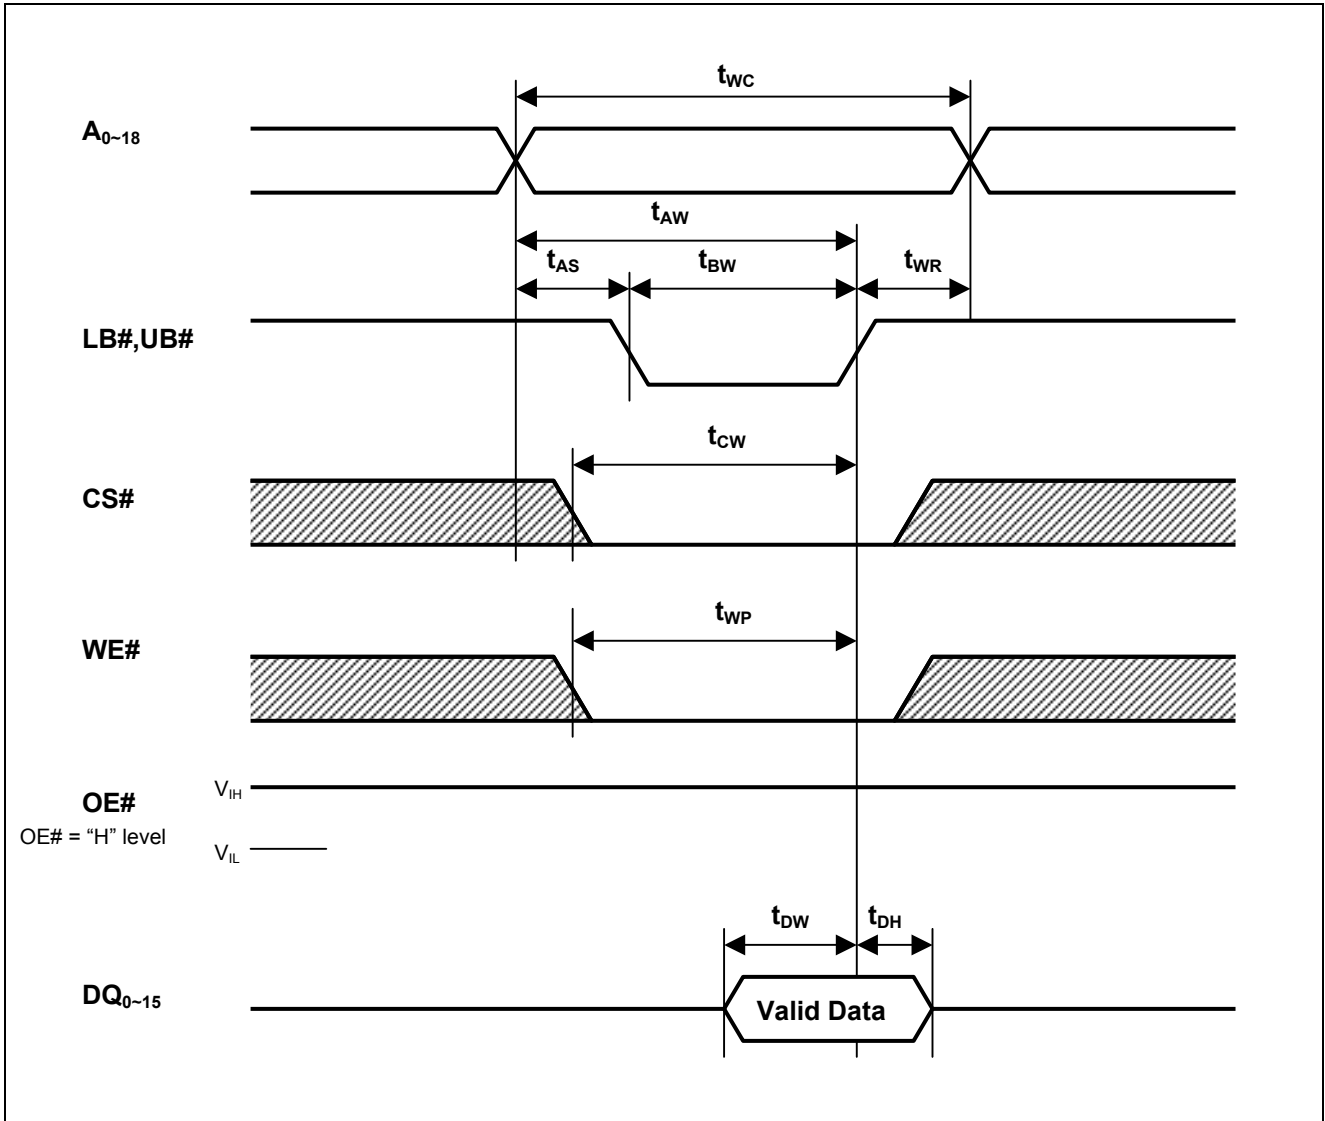 tWC
A0~18
tAW
tAS
tBW
tWR
LB#,UB#
tCW
CS#
tWP
WE#
VIH
OE#
OE# = “H” level
VIL
tDW
tDH
DQ0~15
Valid Data